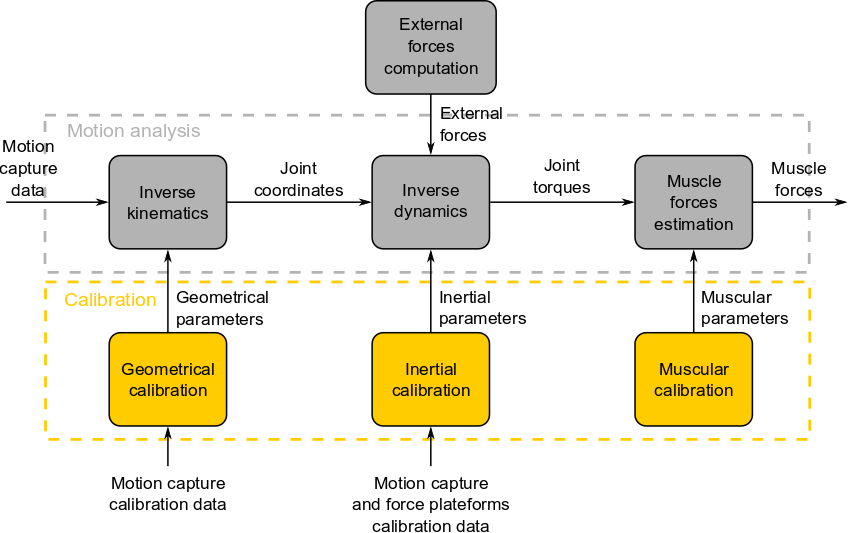 External
forces
computation
External
forces
Motion analysis
Motion
capture
data
Inverse
kinematics
Joint
coordinates
Inverse
dynamics
Joint
torques
Muscle
forces
estimation
Muscle
forces
Calibration
Geometrical
parameters
Inertial
parameters
Muscular
parameters
Geometrical
calibration
Inertial
calibration
Muscular
calibration
Motion capture
calibration data
Motion capture
and force plateforms
calibration data